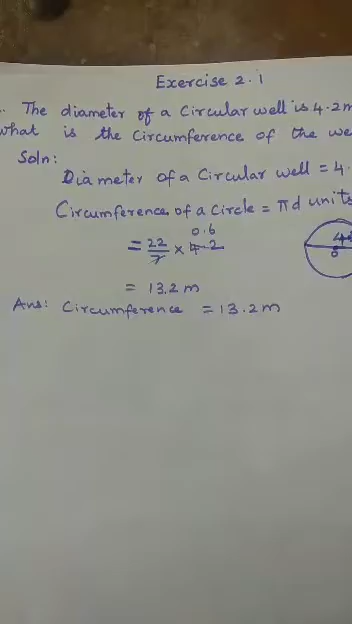 Exercise 2.1
The diameter of a Circular well is 4.2m
what is the Circumference of the we
Soln:
Diameter of a Circular well = 4.
Circumference of a Circle = πd units
0.6
= 22/7 × 4.2
= 13.2 m
Ans: Circumference = 13.2m